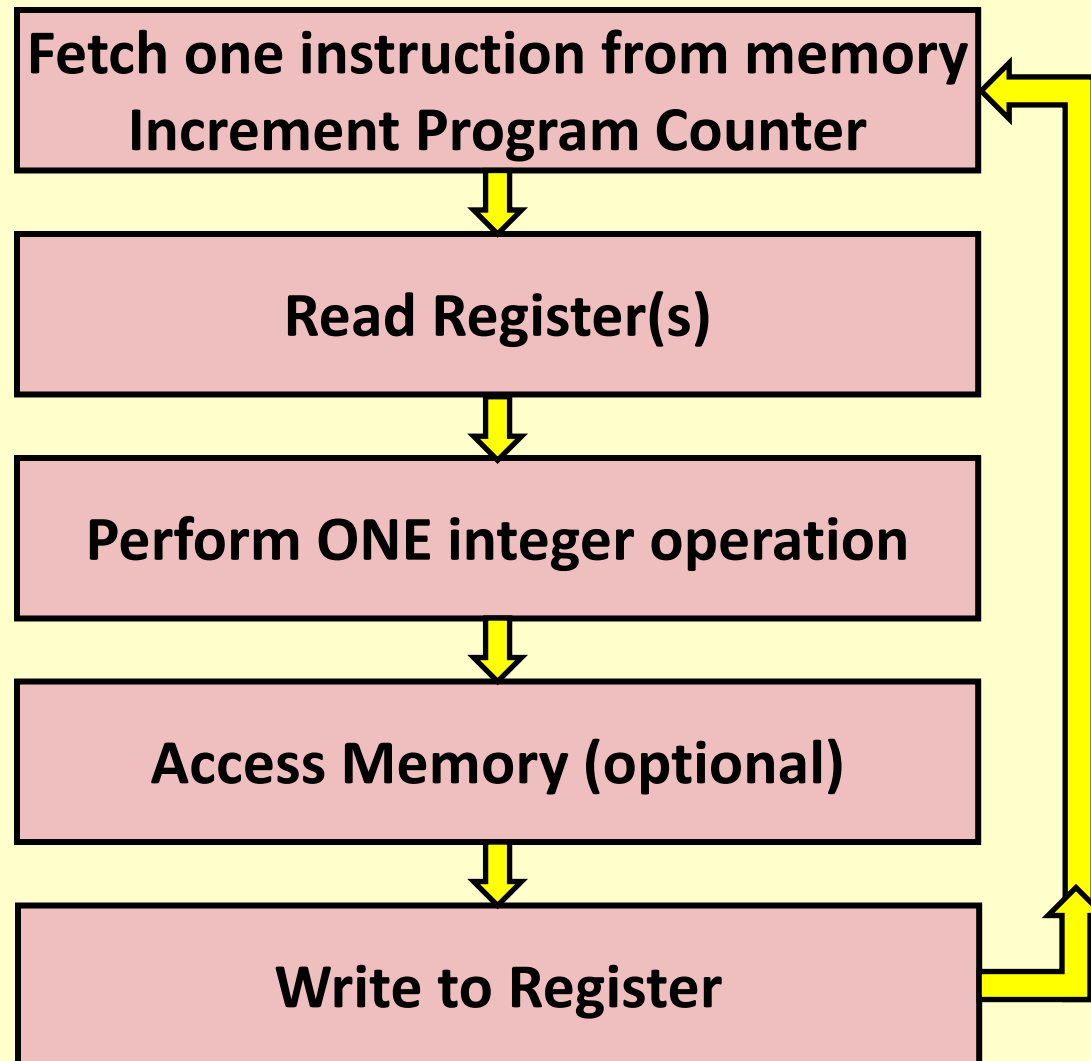 Fetch one instruction from memory
Increment Program Counter
Read Register(s)
Perform ONE integer operation
Access Memory (optional)
Write to Register